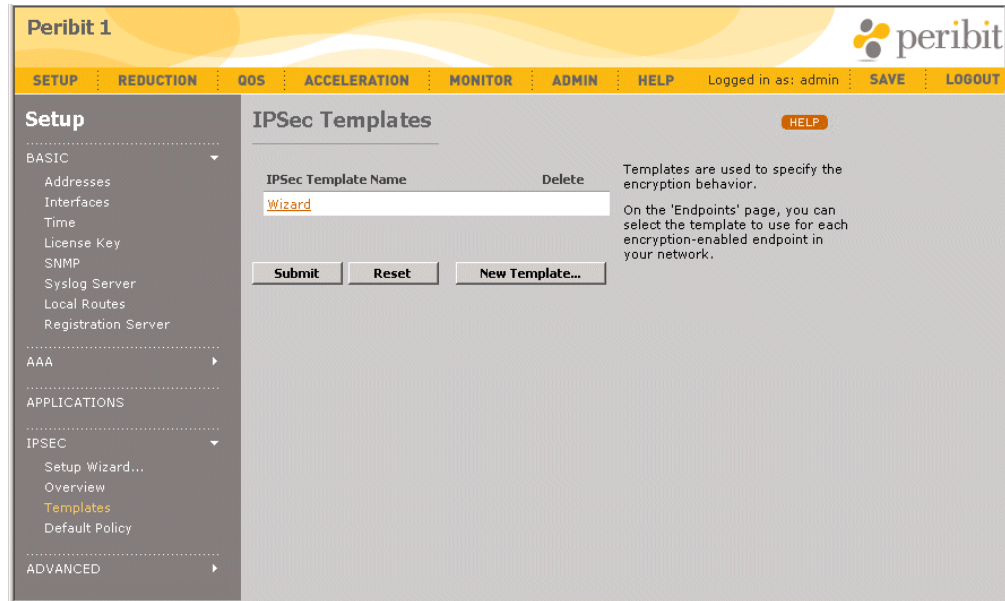 Peribit 1
peribit
SETUP REDUCTION QOS ACCELERATION MONITOR ADMIN HELP Logged in as: admin SAVE LOGOUT
Setup
BASIC
Addresses
Interfaces
Time
License Key
SNMP
Syslog Server
Local Routes
Registration Server
AAA
APPLICATIONS
IPSEC
Setup Wizard...
Overview
Templates
Default Policy
ADVANCED
IPSec Templates
HELP
IPSec Template Name Delete
Wizard
Submit Reset New Template...
Templates are used to specify the
encryption behavior.
On the 'Endpoints' page, you can
select the template to use for each
encryption-enabled endpoint in
your network.